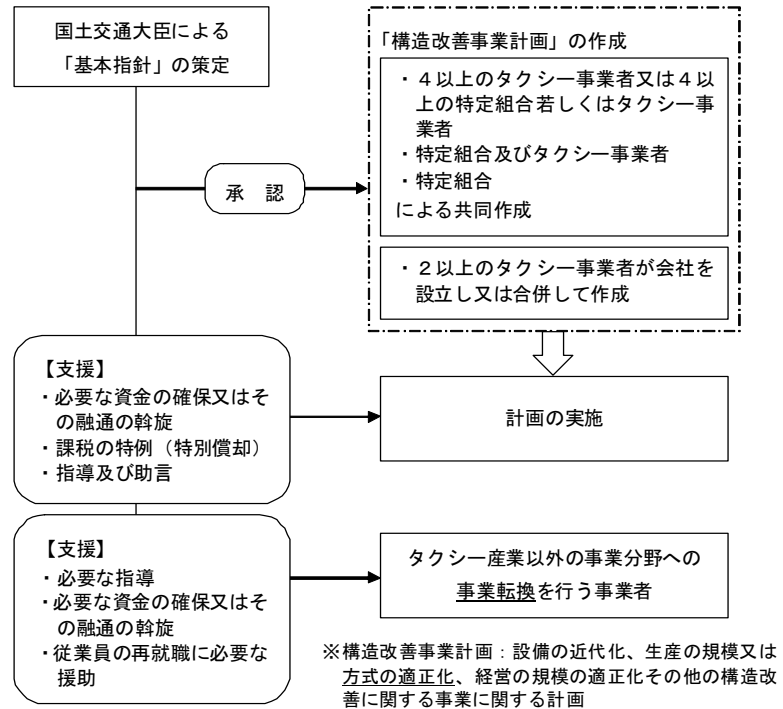 国土交通大臣による
「基本指針」の策定
「構造改善事業計画」の作成
・４以上のタクシー事業者又は４以
上の特定組合若しくはタクシー事
業者
・特定組合及びタクシー事業者
・特定組合
による共同作成
承　認
・２以上のタクシー事業者が会社を
設立し又は合併して作成
【支援】
・必要な資金の確保又はそ
の融通の斡旋
・課税の特例（特別償却）
・指導及び助言
計画の実施
【支援】
・必要な指導
・必要な資金の確保又はそ
の融通の斡旋
・従業員の再就職に必要な
援助
タクシー産業以外の事業分野への
事業転換を行う事業者
※構造改善事業計画：設備の近代化、生産の規模又は
方式の適正化、経営の規模の適正化その他の構造改
善に関する事業に関する計画